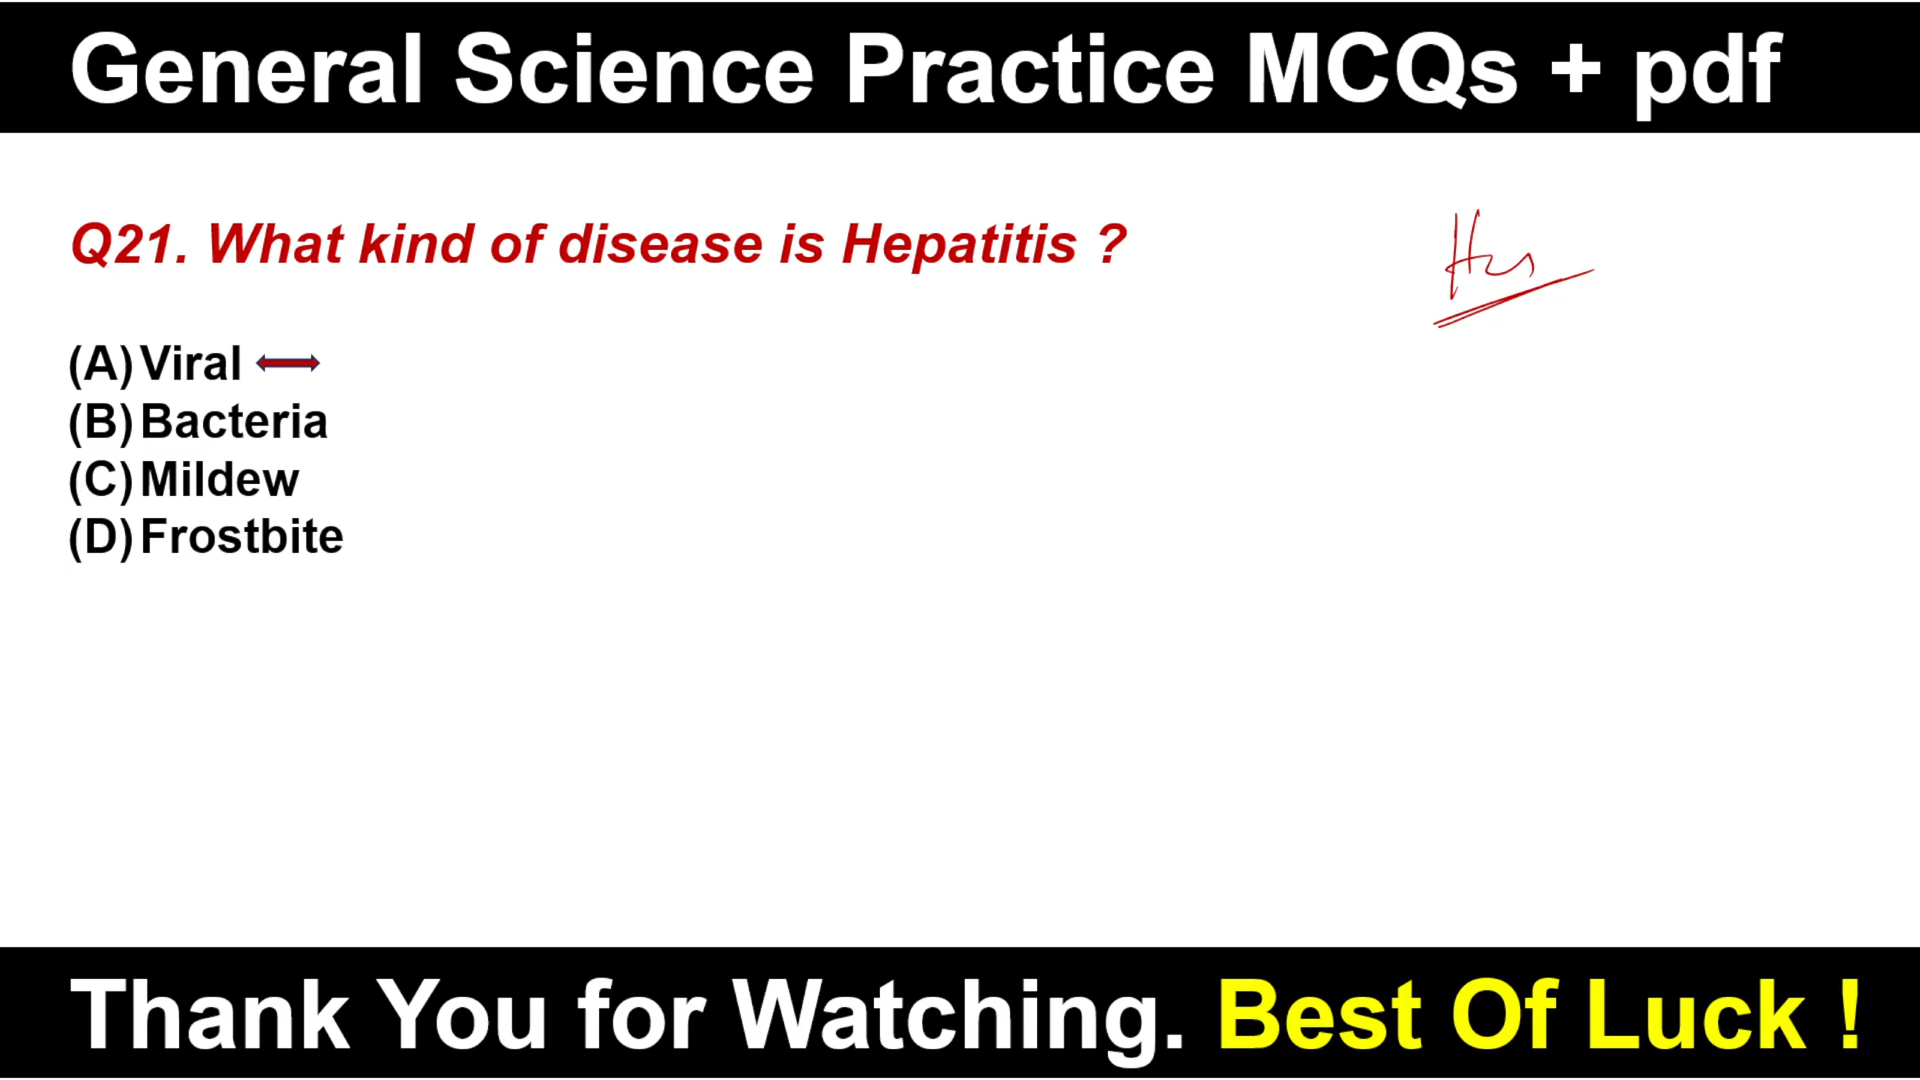 General Science Practice MCQs + pdf
Q21. What kind of disease is Hepatitis ?
(A) Viral
(B) Bacteria
(C) Mildew
(D) Frostbite
Thank You for Watching. Best Of Luck !